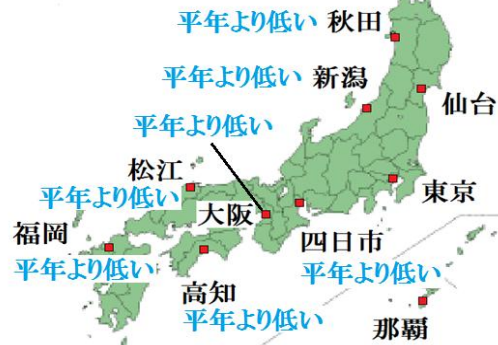 平年より低い 秋田
平年より低い 新潟
仙台
平年より低い
松江
平年より低い
大阪
東京
福岡
四日市
平年より低い
平年より低い
高知
平年より低い
那覇